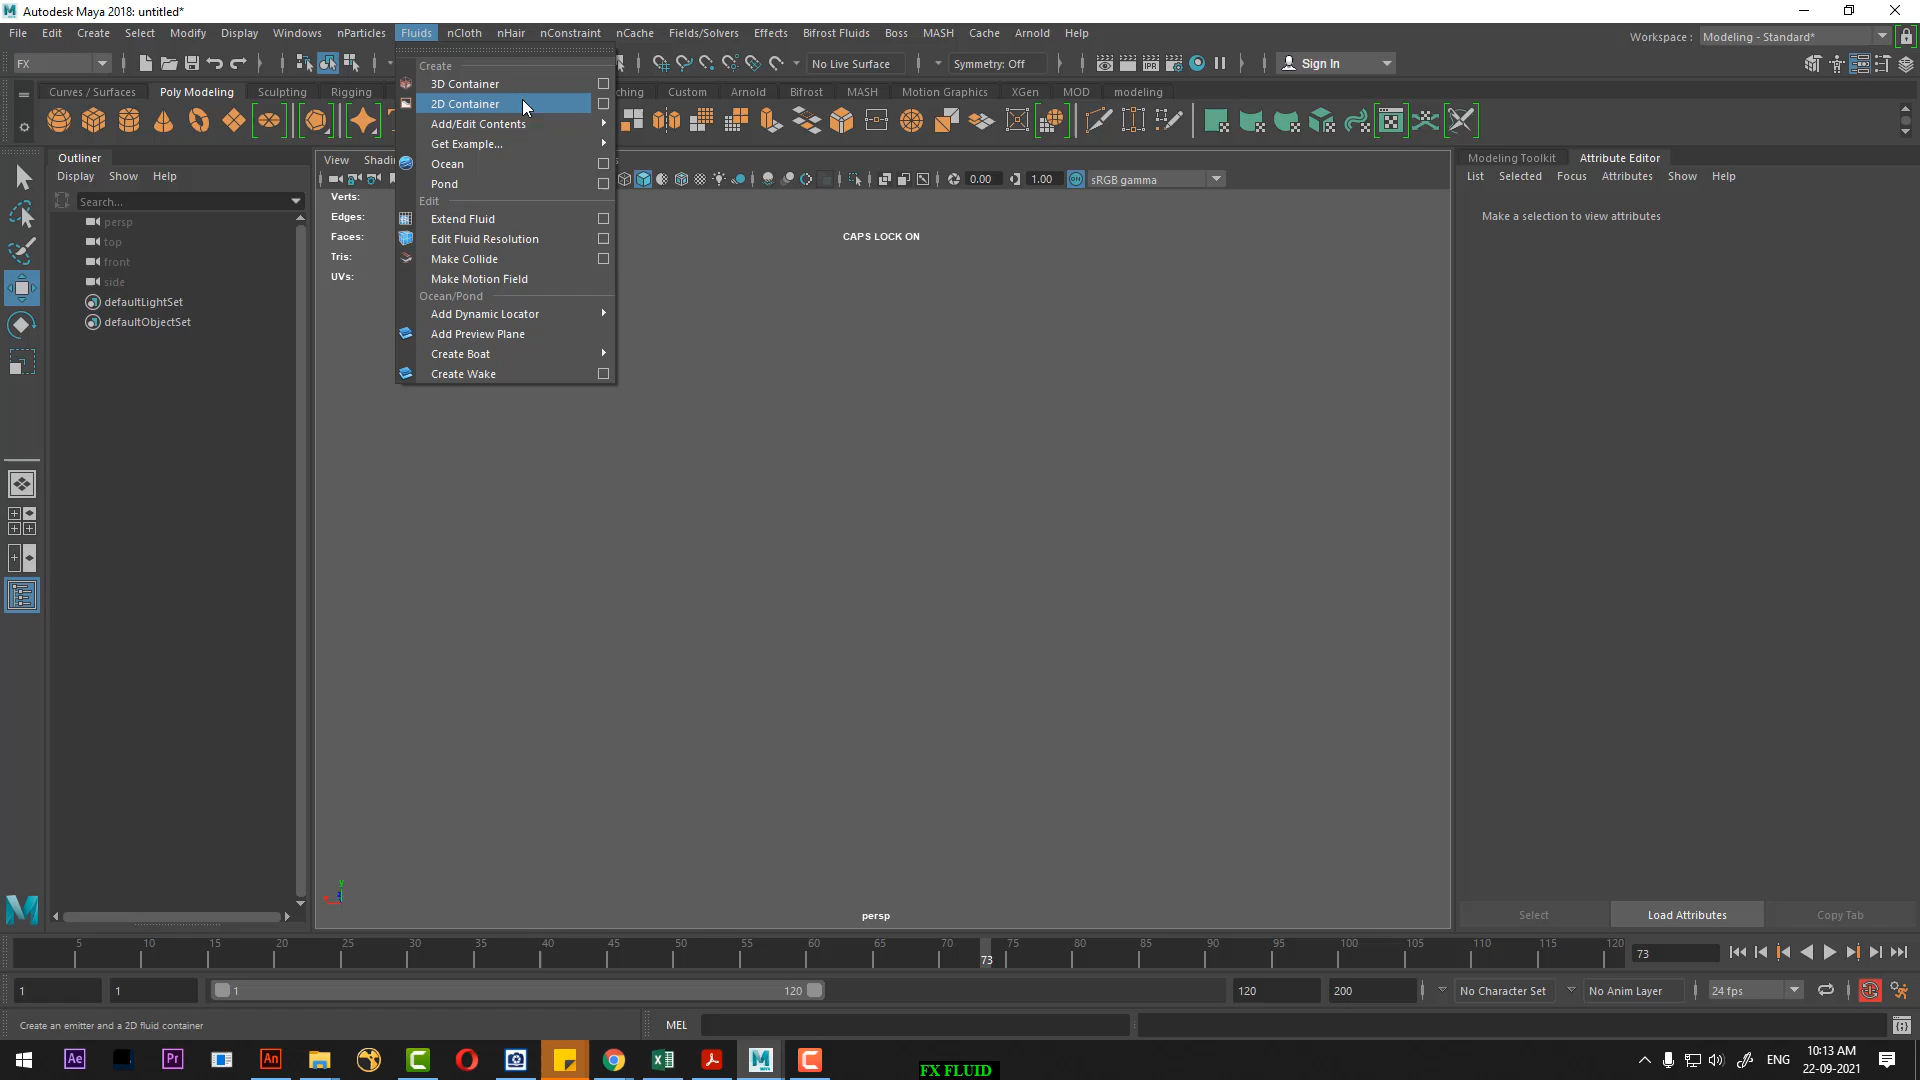 Autodesk Maya 2018: untitled*
File Edit Create Select Modify Display Windows nParticles Fluids nCloth nHair nConstraint nCache Fields/Solvers Effects Bifrost Fluids Boss MASH Cache Arnold Help
Workspace : Modeling - Standard*
FX No Live Surface Symmetry: Off Sign In
Curves / Surfaces Poly Modeling Sculpting Rigging Custom Arnold Bifrost MASH Motion Graphics XGen MOD modeling
Create
3D Container
2D Container
Add/Edit Contents
Get Example...
Ocean
Pond
Edit
Extend Fluid
Edit Fluid Resolution
Make Collide
Make Motion Field
Ocean/Pond
Add Dynamic Locator
Add Preview Plane
Create Boat
Create Wake
Outliner
Display Show Help
Search...
persp
top
front
side
defaultLightSet
defaultObjectSet
View
0.00 1.00 ON sRGB gamma
Verts:
Edges:
Faces:
Tris:
UVs:
CAPS LOCK ON
y
persp
Modeling Toolkit Attribute Editor
List Selected Focus Attributes Show Help
Make a selection to view attributes
Select Load Attributes Copy Tab
5 10 15 20 25 30 35 40 45 50 55 60 65 70 75 80 85 90 95 100 105 110 115 120
73 73
1 1 1 120 120 200 No Character Set No Anim Layer 24 fps
Create an emitter and a 2D fluid container MEL
Ae Pr An
ENG 10:13 AM
22-09-2021
FX FLUID